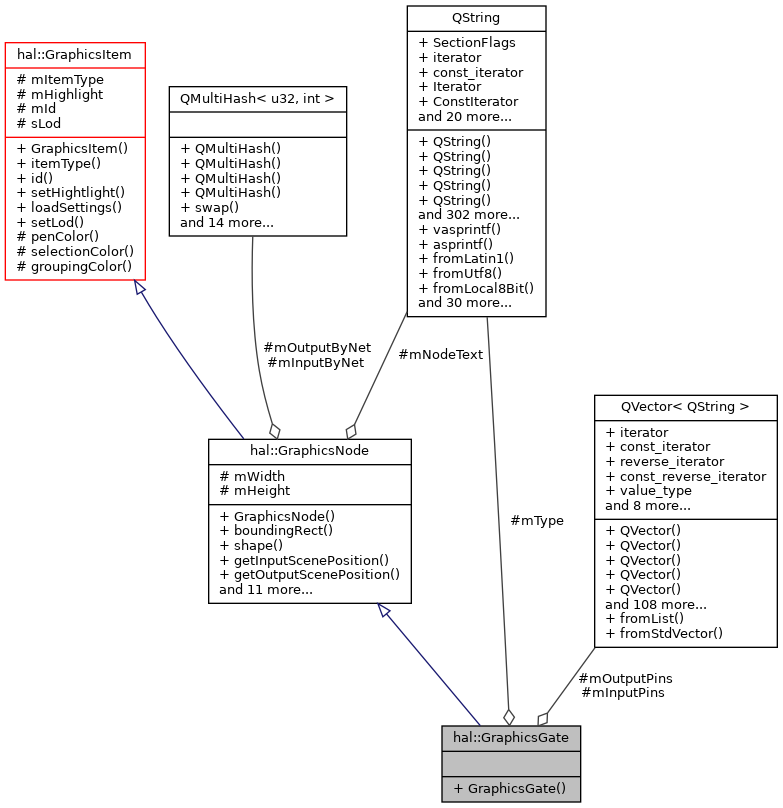 QString
+ SectionFlags
+ iterator
+ const_iterator
+ Iterator
+ ConstIterator
and 20 more...
+ QString()
+ QString()
+ QString()
+ QString()
+ QString()
and 302 more...
+ vasprintf()
+ asprintf()
+ fromLatin1()
+ fromUtf8()
+ fromLocal8Bit()
and 30 more...
hal::GraphicsItem
# mItemType
# mHighlight
# mId
# sLod
+ GraphicsItem()
+ itemType()
+ id()
+ setHightlight()
+ loadSettings()
+ setLod()
# penColor()
# selectionColor()
# groupingColor()
QMultiHash< u32, int >
+ QMultiHash()
+ QMultiHash()
+ QMultiHash()
+ QMultiHash()
+ swap()
and 14 more...
#mOutputByNet
#mInputByNet
#mNodeText
hal::GraphicsNode
# mWidth
# mHeight
+ GraphicsNode()
+ boundingRect()
+ shape()
+ getInputScenePosition()
+ getOutputScenePosition()
and 11 more...
#mType
QVector< QString >
+ iterator
+ const_iterator
+ reverse_iterator
+ const_reverse_iterator
+ value_type
and 8 more...
+ QVector()
+ QVector()
+ QVector()
+ QVector()
+ QVector()
and 108 more...
+ fromList()
+ fromStdVector()
#mOutputPins
#mInputPins
hal::GraphicsGate
+ GraphicsGate()